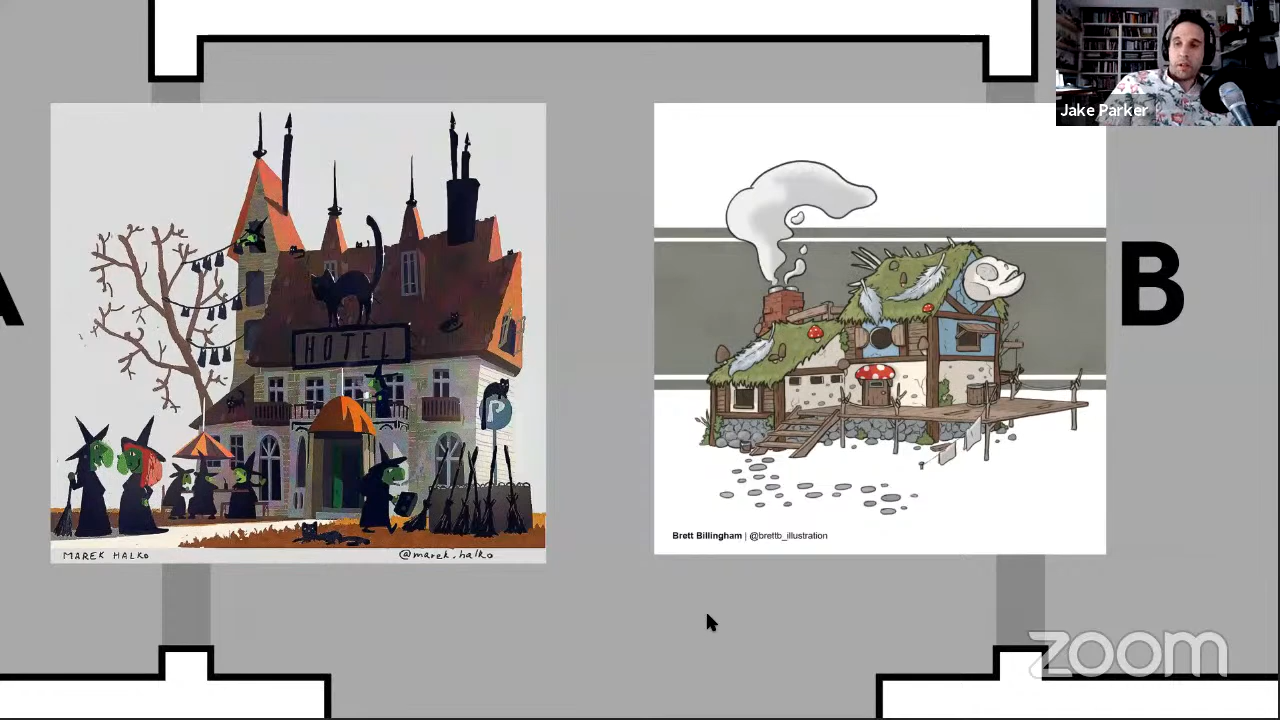 Jake Parker
A
B
HOTEL
P
MAREK HALKO
@marek.halko
Brett Billingham | @brettb_illustration
zoom